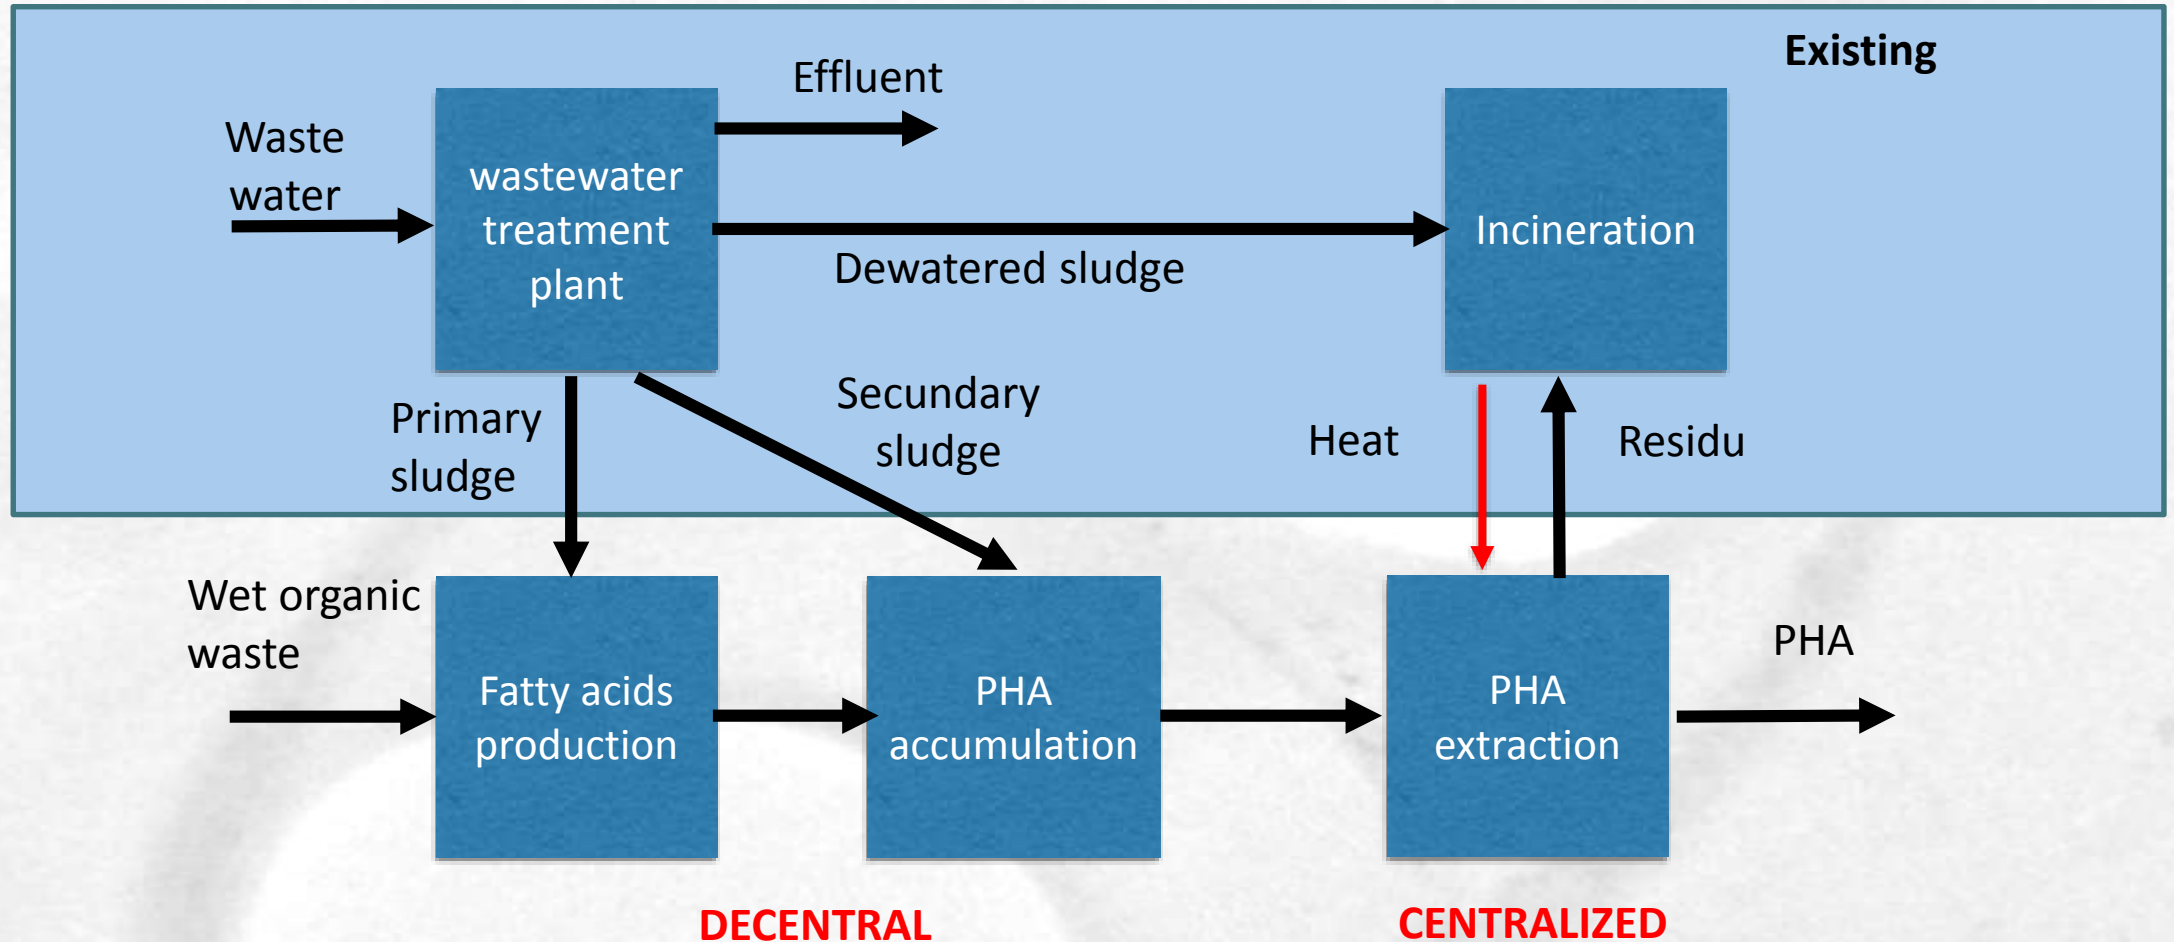 Existing
Effluent
Waste
water
wastewater
treatment
plant
Incineration
Dewatered sludge
Primary
sludge
Secundary
sludge
Heat
Residu
Wet organic
waste
Fatty acids
production
PHA
accumulation
PHA
extraction
PHA
DECENTRAL
CENTRALIZED